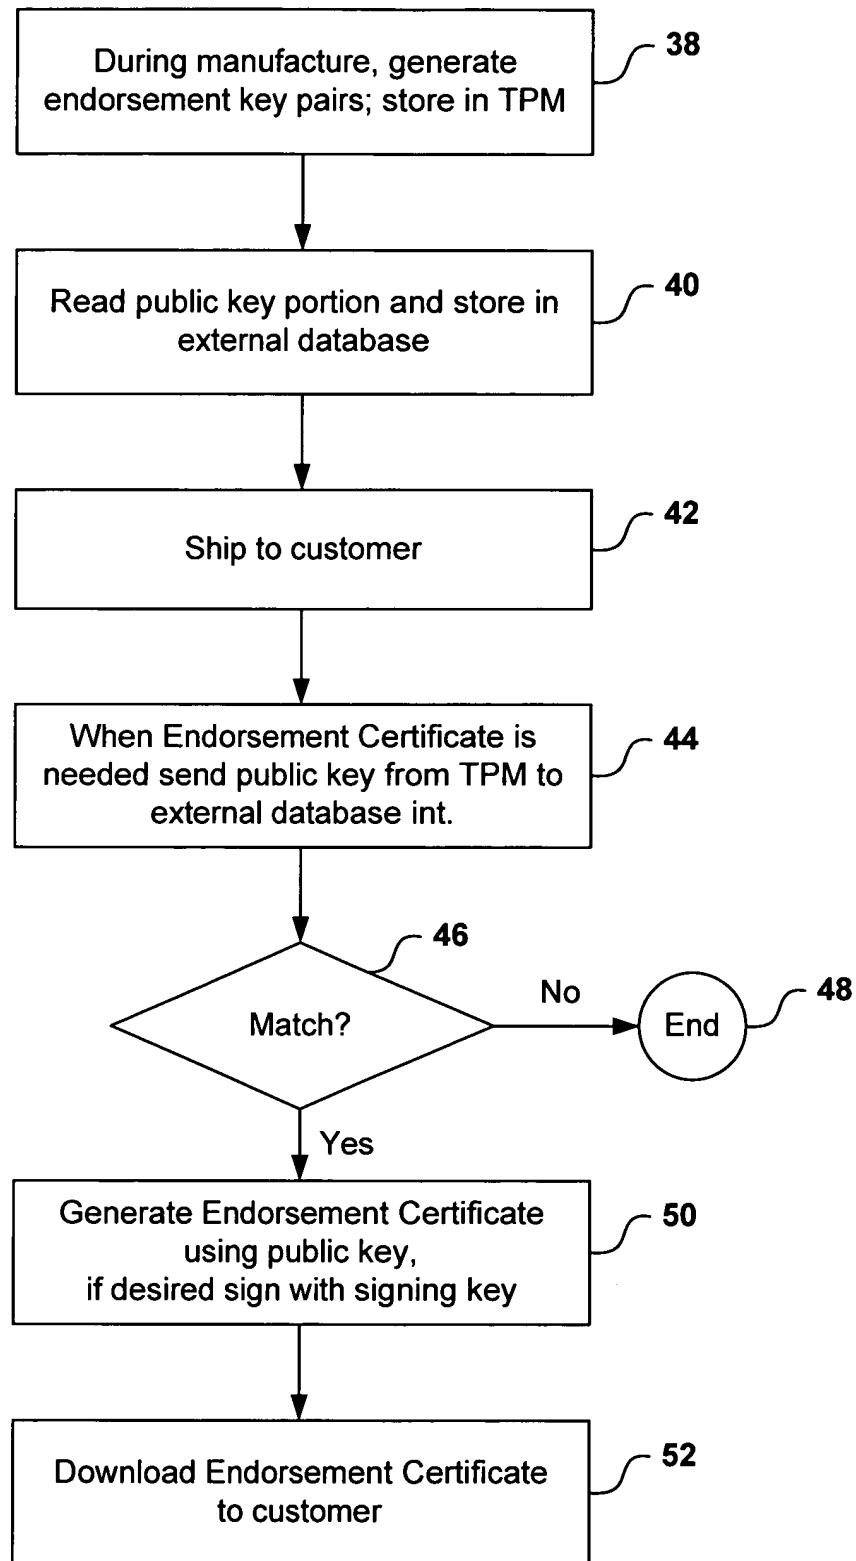 During manufacture, generate
endorsement key pairs; store in TPM
38
Read public key portion and store in
external database
40
Ship to customer
42
When Endorsement Certificate is
needed send public key from TPM to
external database int.
44
Match?
46
No
End
48
Yes
Generate Endorsement Certificate
using public key,
if desired sign with signing key
50
Download Endorsement Certificate
to customer
52